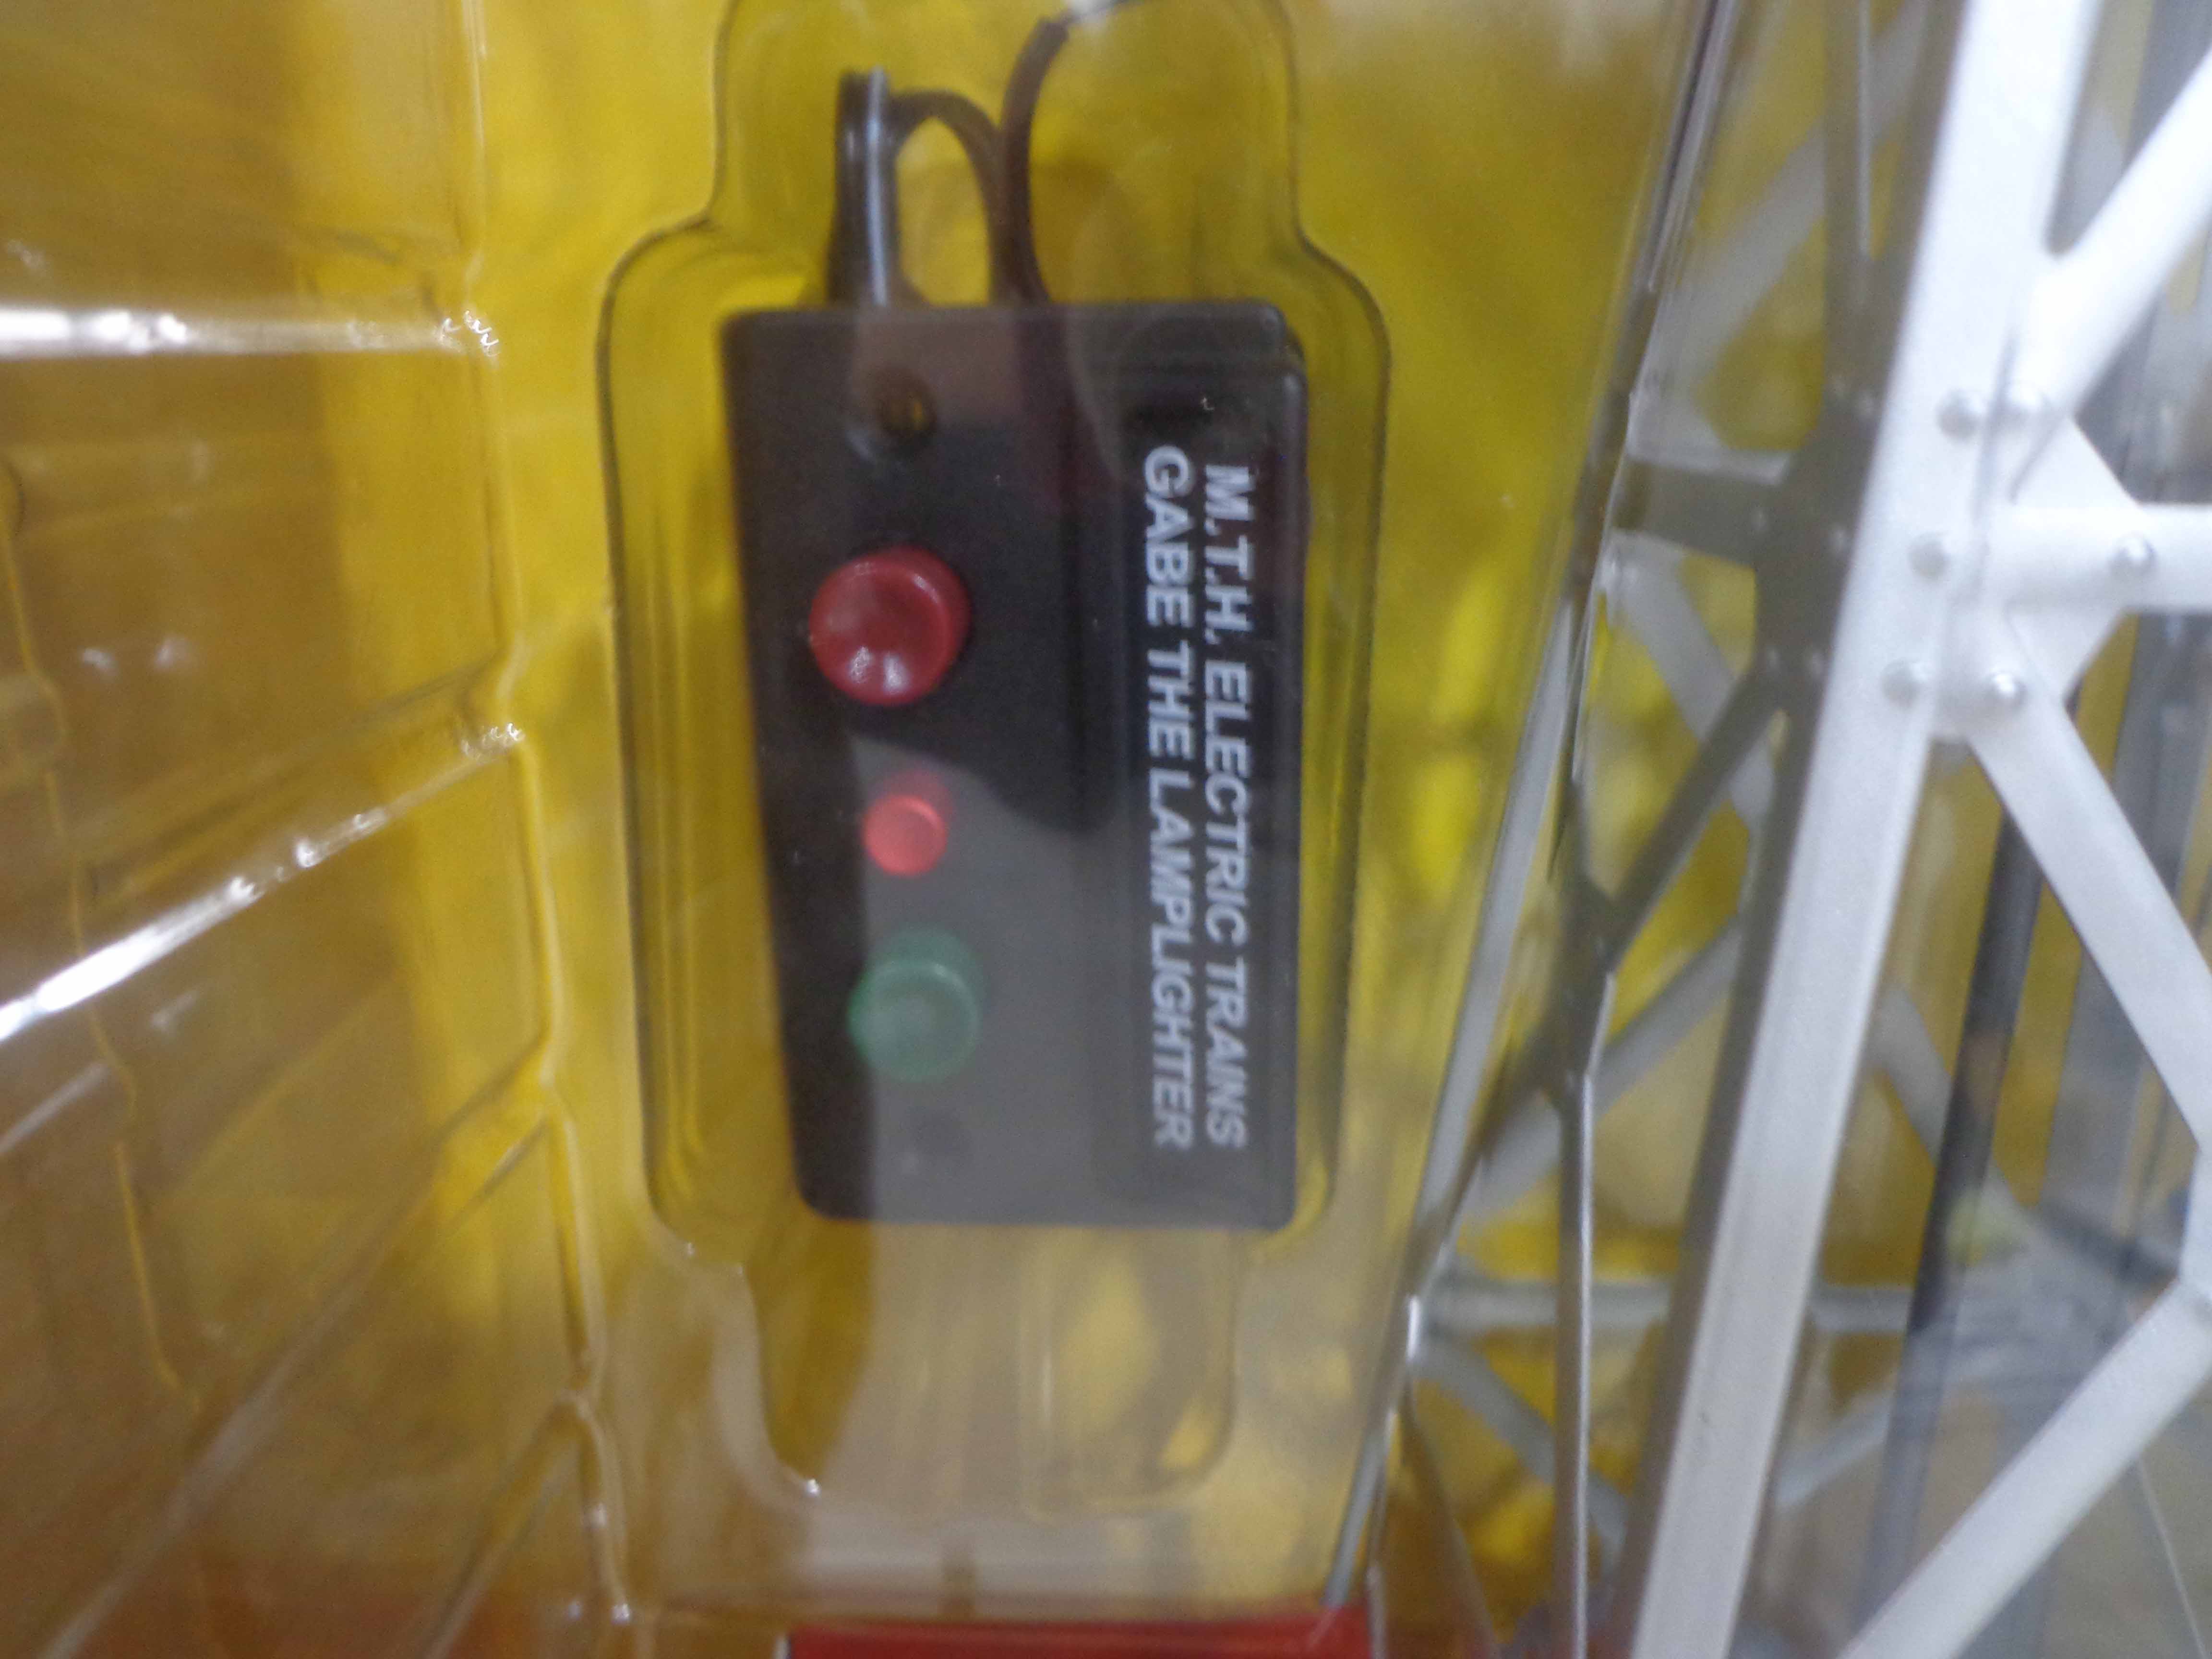 M.T.H. ELECTRIC TRAINS
GABE THE LAMPLIGHTER